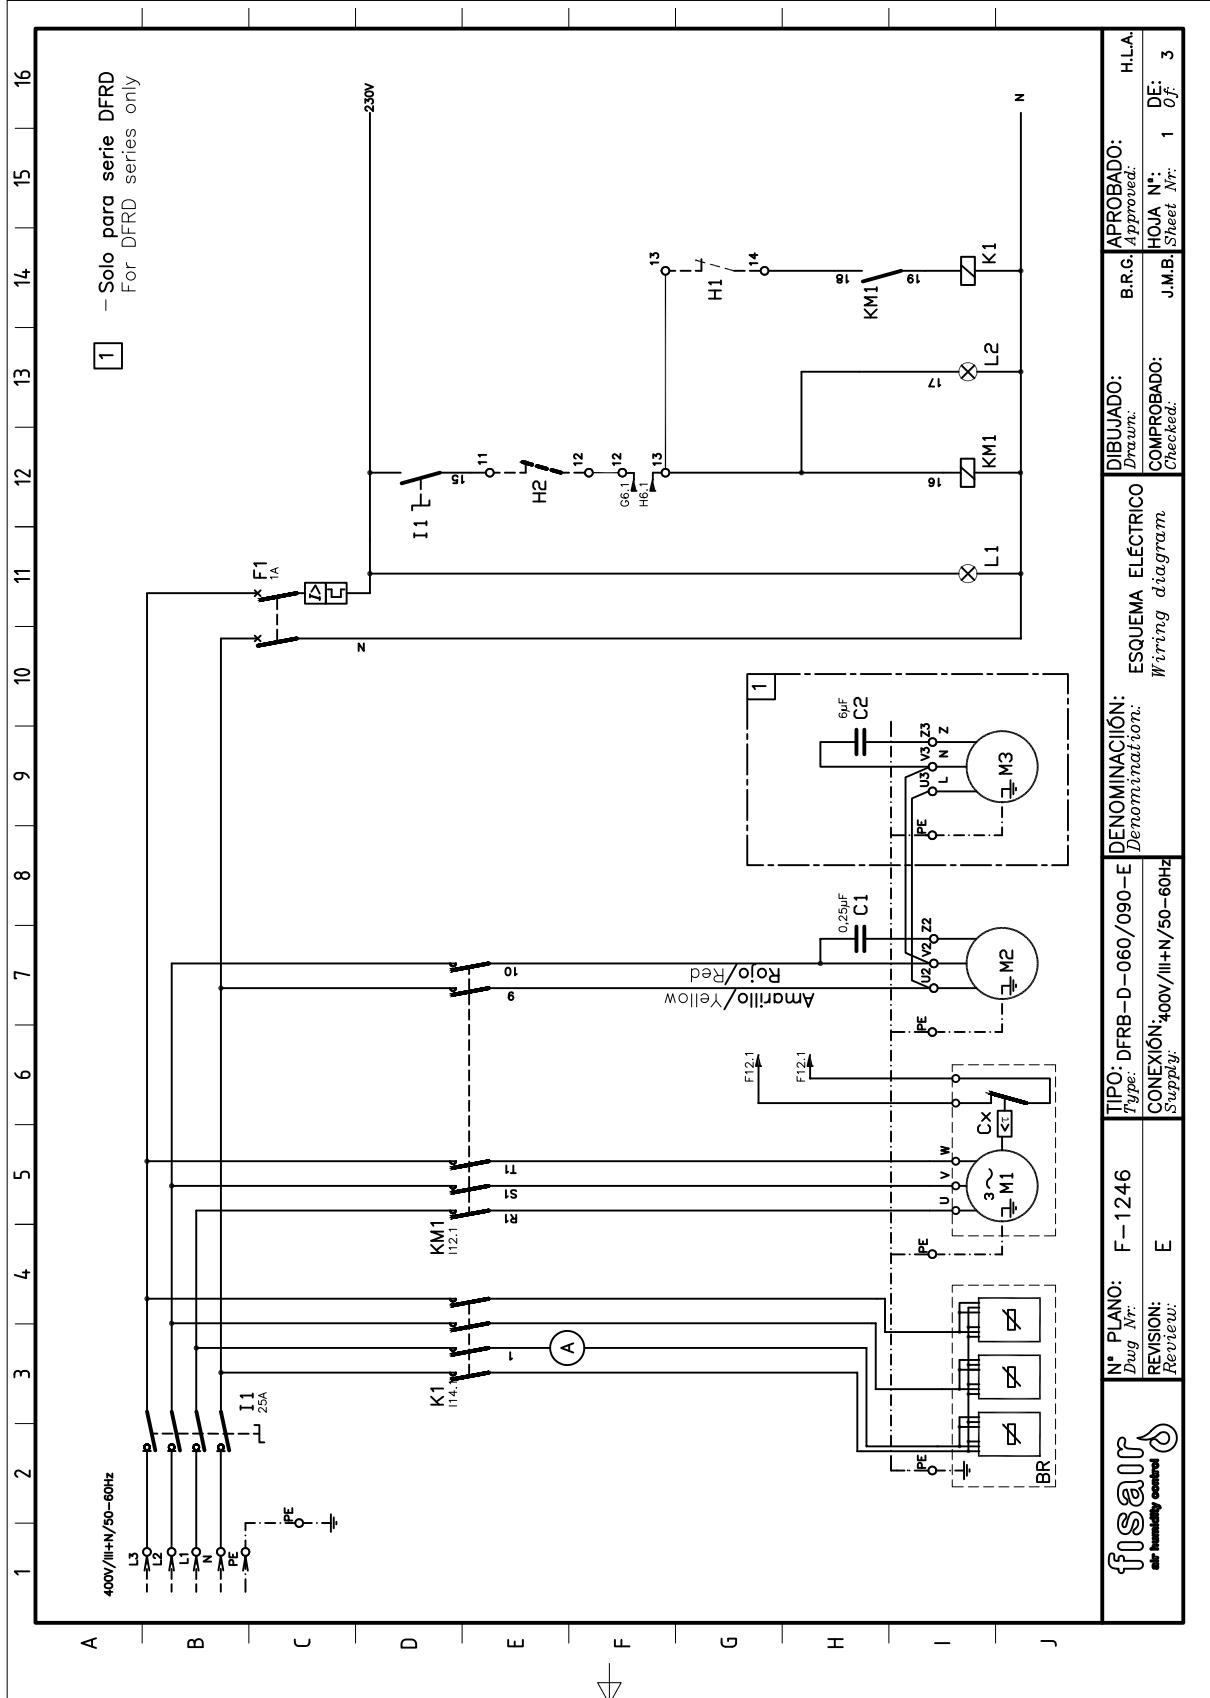 1
2
3
4
5
6
7
8
9
10
11
12
13
14
15
16
A
B
C
D
E
F
G
H
I
J
1
– Solo para serie DFRD
For DFRD series only
400V/III+N/50-60Hz
L3
L2
L1
N
PE
PE
I1
25A
F1
1A
I>
N
230V
N
K1
I14.1
KM1
I12.1
1
A
R1
S1
T1
9
10
Amarillo/Yellow
Rojo/Red
F12.1
F12.1
I1
15
11
H2
12
12
G6.1
H6.1
13
13
H1
14
18
KM1
19
K1
16
KM1
17
L2
L1
PE
BR
PE
U
V
W
3~
M1
Cx
<τ
PE
U2
V2
Z2
0,25µF
C1
M2
1
6µF
C2
PE
U3
V3
Z3
L
N
Z
M3
fisair
air humidity control
Nº PLANO:
Dwg Nr:
F-1246
REVISION:
Review:
E
TIPO:
Type:
DFRB-D-060/090-E
CONEXIÓN:
Supply:
400V/III+N/50-60Hz
DENOMINACIIÓN:
Denomination:
ESQUEMA ELÉCTRICO
Wiring diagram
DIBUJADO:
Drawn:
B.R.G.
COMPROBADO:
Checked:
J.M.B.
APROBADO:
Approved:
H.L.A.
HOJA Nº:
Sheet Nr:
1
DE:
Of:
3